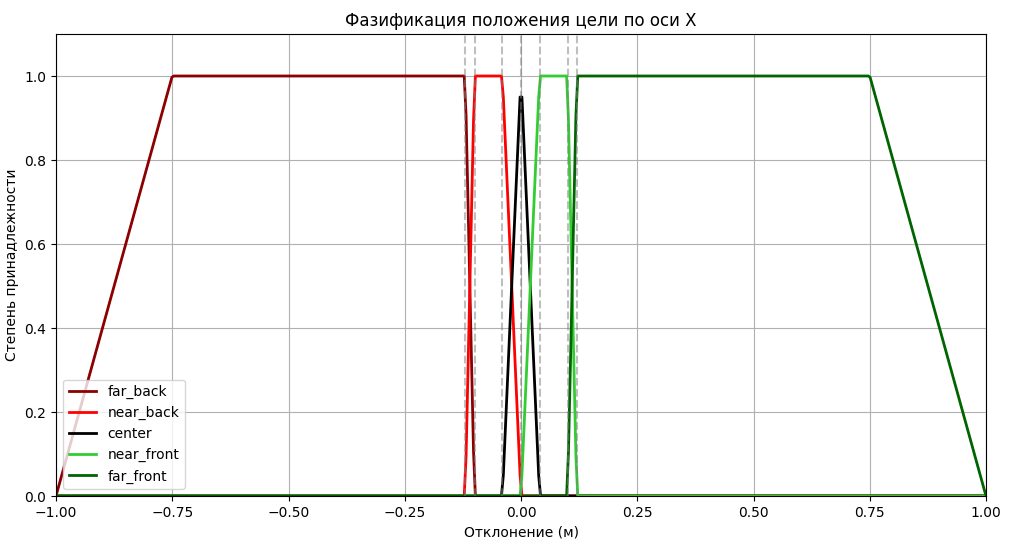 Фазификация положения цели по оси X
Степень принадлежности
1.0
0.8
0.6
0.4
0.2
0.0
far_back
near_back
center
near_front
far_front
−1.00 −0.75 −0.50 −0.25 0.00 0.25 0.50 0.75 1.00
Отклонение (м)